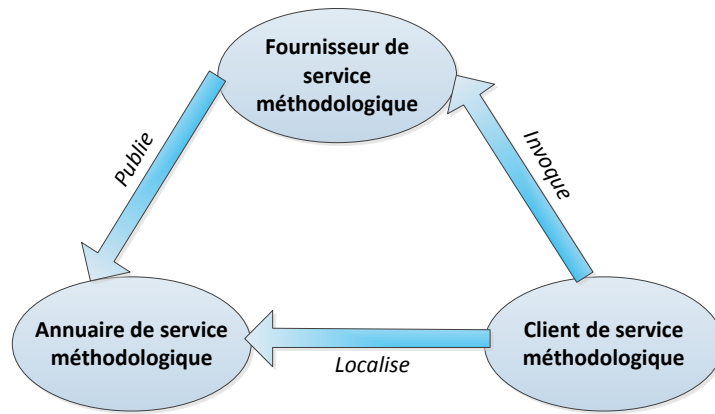 Fournisseur de
service
méthodologique
Publie
Invoque
Annuaire de service
méthodologique
Localise
Client de service
méthodologique